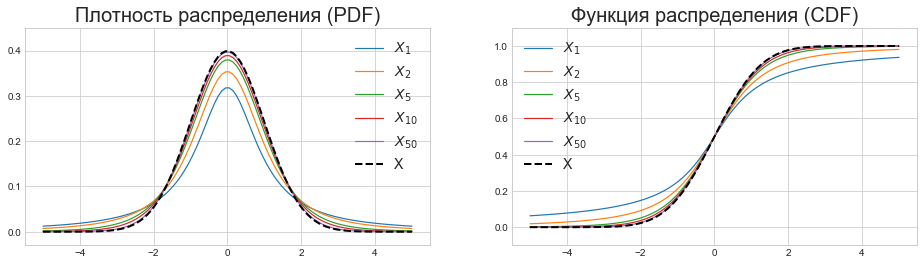 Плотность распределения (PDF)
0.4
0.3
0.2
0.1
0.0
−4
−2
0
2
4
X₁
X₂
X₅
X₁₀
X₅₀
X
Функция распределения (CDF)
1.0
0.8
0.6
0.4
0.2
0.0
−4
−2
0
2
4
X₁
X₂
X₅
X₁₀
X₅₀
X